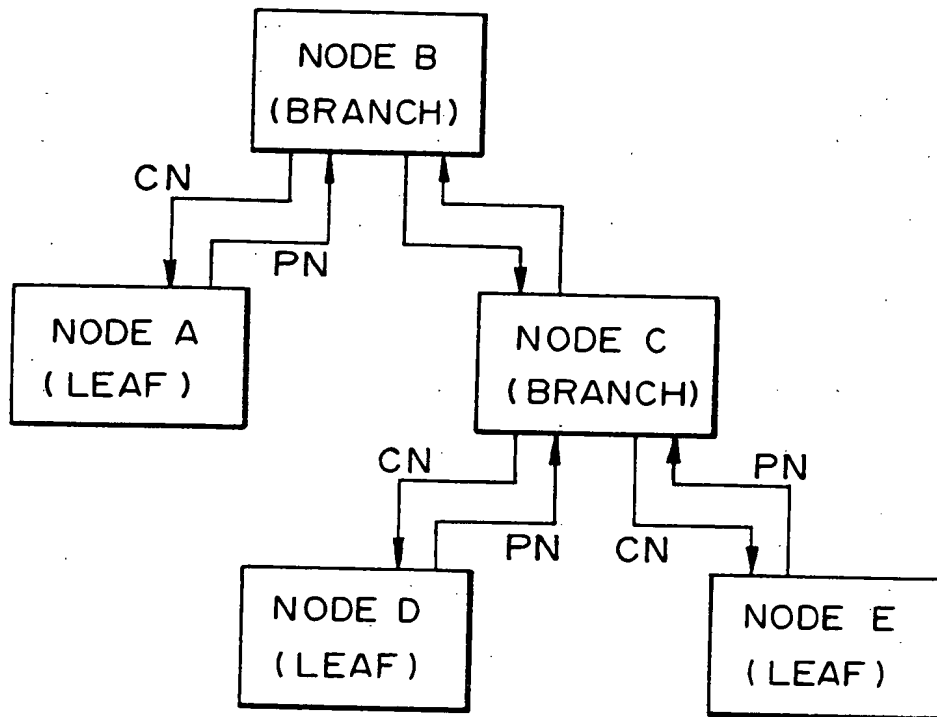 NODE B
(BRANCH)
CN
PN
NODE A
(LEAF)
NODE C
(BRANCH)
CN
PN
PN
CN
NODE D
(LEAF)
NODE E
(LEAF)